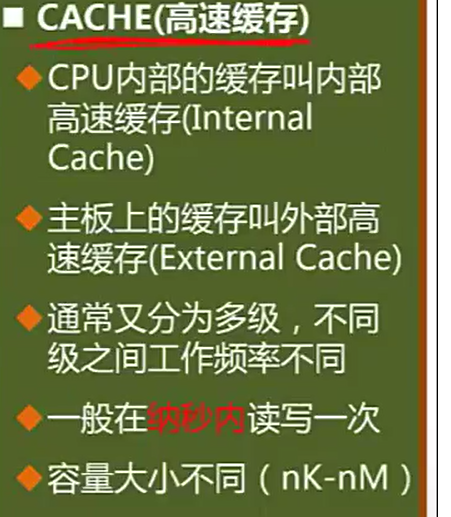 ■ CACHE(高速缓存)
◆CPU内部的缓存叫内部
高速缓存(Internal
Cache)
◆主板上的缓存叫外部高
速缓存(External Cache)
◆通常又分为多级，不同
级之间工作频率不同
◆一般在纳秒内读写一次
◆容量大小不同（nK-nM）